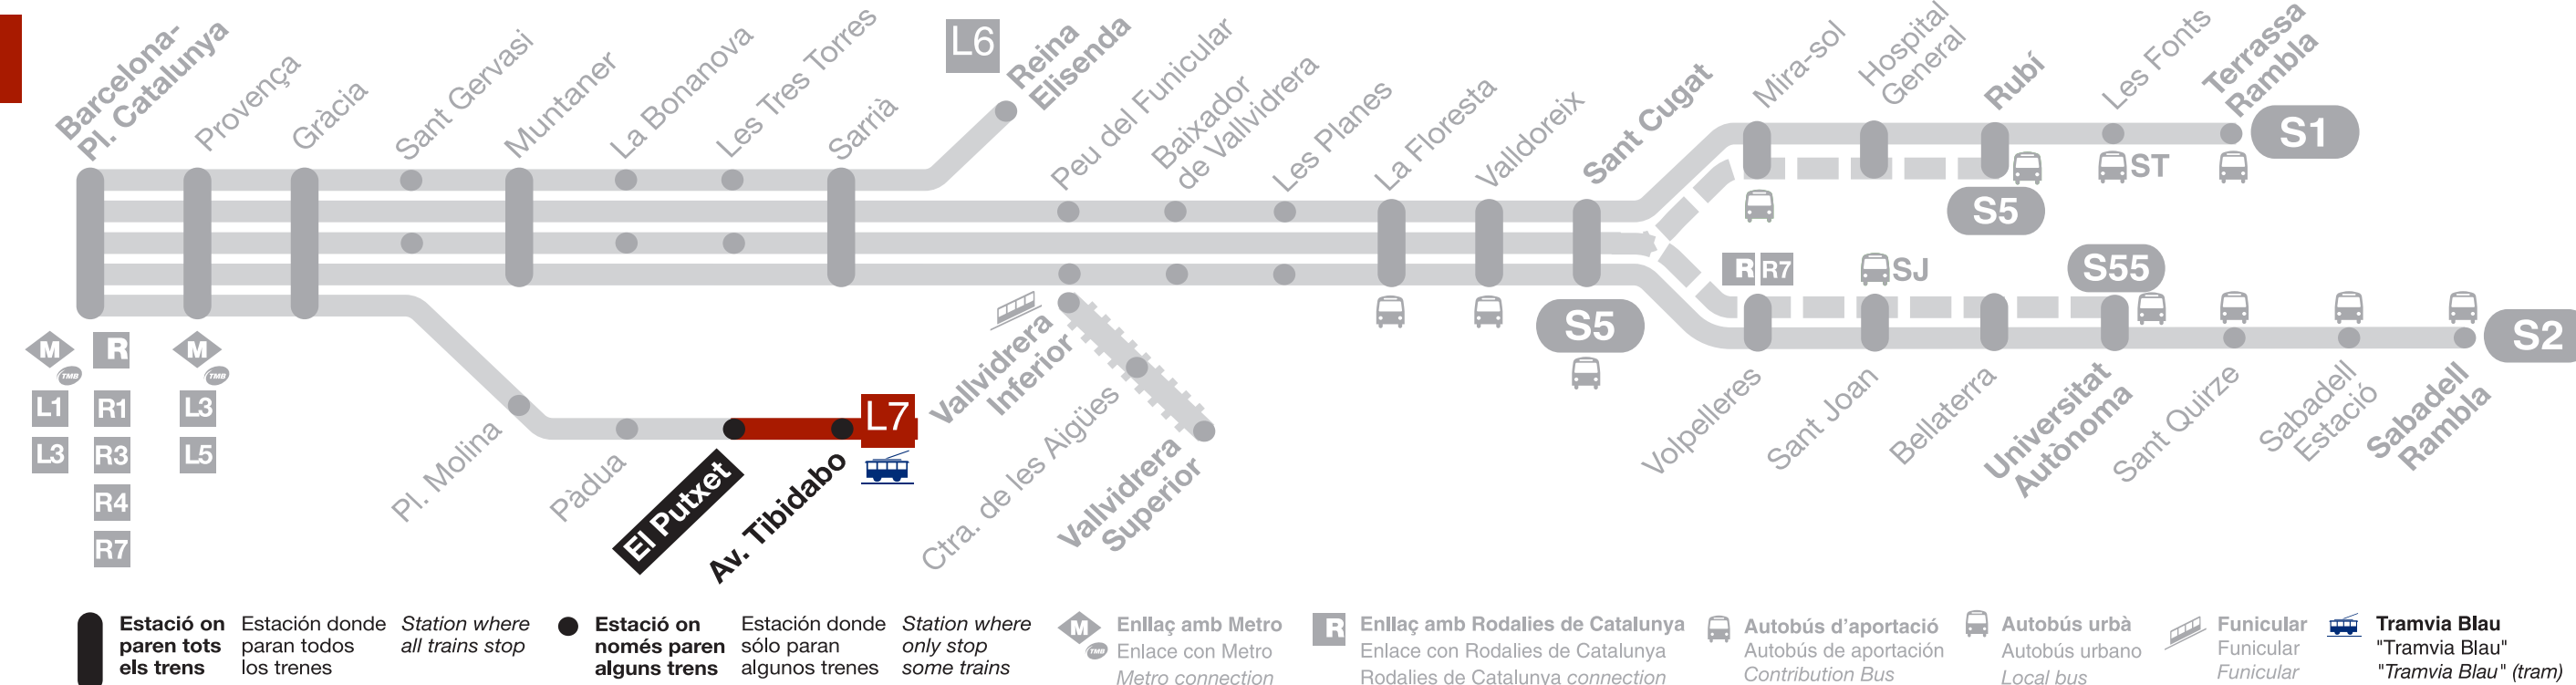 Barcelona-
Pl. Catalunya
Provença
Gràcia
Sant Gervasi
Muntaner
La Bonanova
Les Tres Torres
Sarrià
L6
Reina
Elisenda
Peu del Funicular
Baixador
de Vallvidrera
Les Planes
La Floresta
Valldoreix
Sant Cugat
Mira-sol
Hospital
General
Rubí
Les Fonts
Terrassa
Rambla
S1
ST
S5
R R7
SJ
S55
S5
S2
M
TMB
L1
L3
R
R1
R3
R4
R7
M
TMB
L3
L5
Pl. Molina
Pàdua
El Putxet
Av. Tibidabo
L7
Vallvidrera
Inferior
Ctra. de les Aigües
Vallvidrera
Superior
Volpelleres
Sant Joan
Bellaterra
Universitat
Autònoma
Sant Quirze
Sabadell
Estació
Sabadell
Rambla
Estació on
paren tots
els trens
Estación donde
paran todos
los trenes
Station where
all trains stop
Estació on
només paren
alguns trens
Estación donde
sólo paran
algunos trenes
Station where
only stop
some trains
M
TMB
Enllaç amb Metro
Enlace con Metro
Metro connection
R
Enllaç amb Rodalies de Catalunya
Enlace con Rodalies de Catalunya
Rodalies de Catalunya connection
Autobús d'aportació
Autobús de aportación
Contribution Bus
Autobús urbà
Autobús urbano
Local bus
Funicular
Funicular
Funicular
Tramvia Blau
"Tramvia Blau"
"Tramvia Blau" (tram)